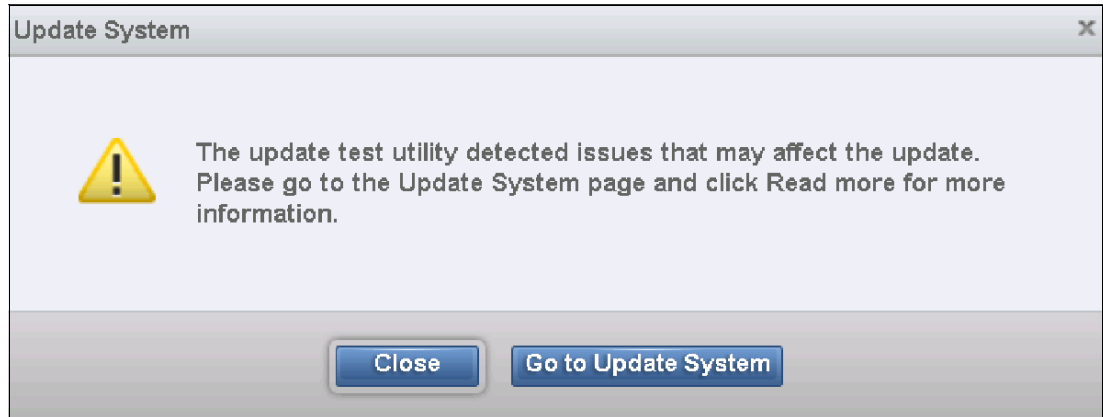 Update System
The update test utility detected issues that may affect the update.
Please go to the Update System page and click Read more for more
information.
Close
Go to Update System